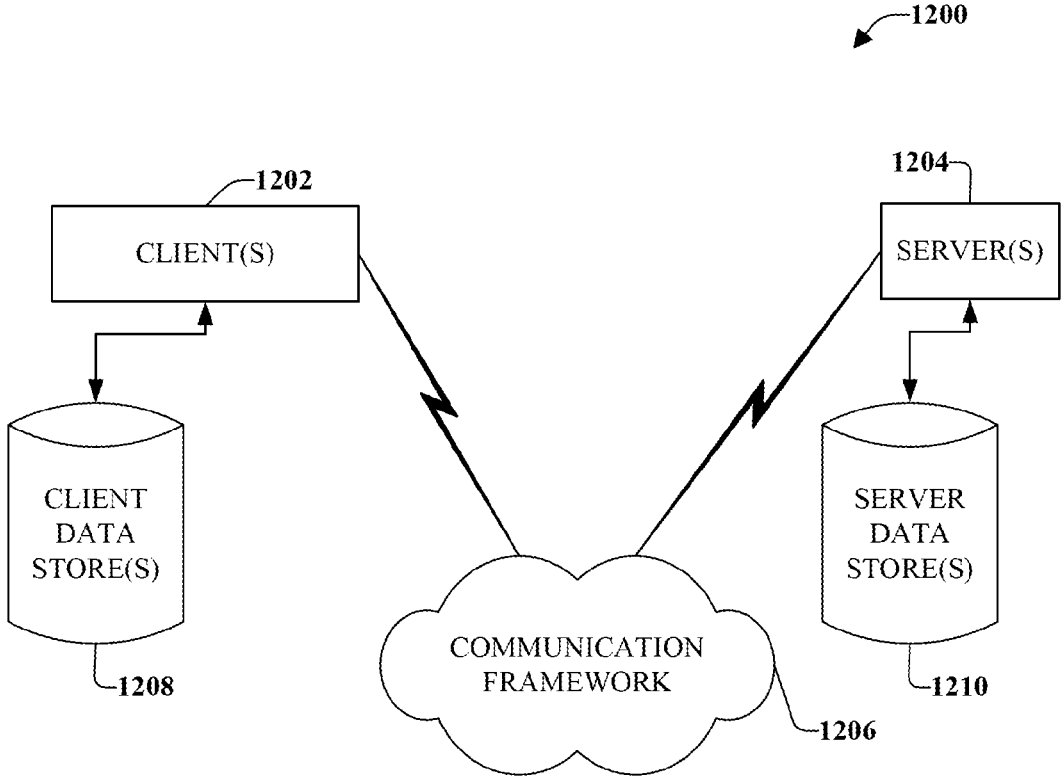 1200
1202
1204
CLIENT(S)
SERVER(S)
CLIENT
DATA
STORE(S)
SERVER
DATA
STORE(S)
COMMUNICATION
FRAMEWORK
1208
1210
1206